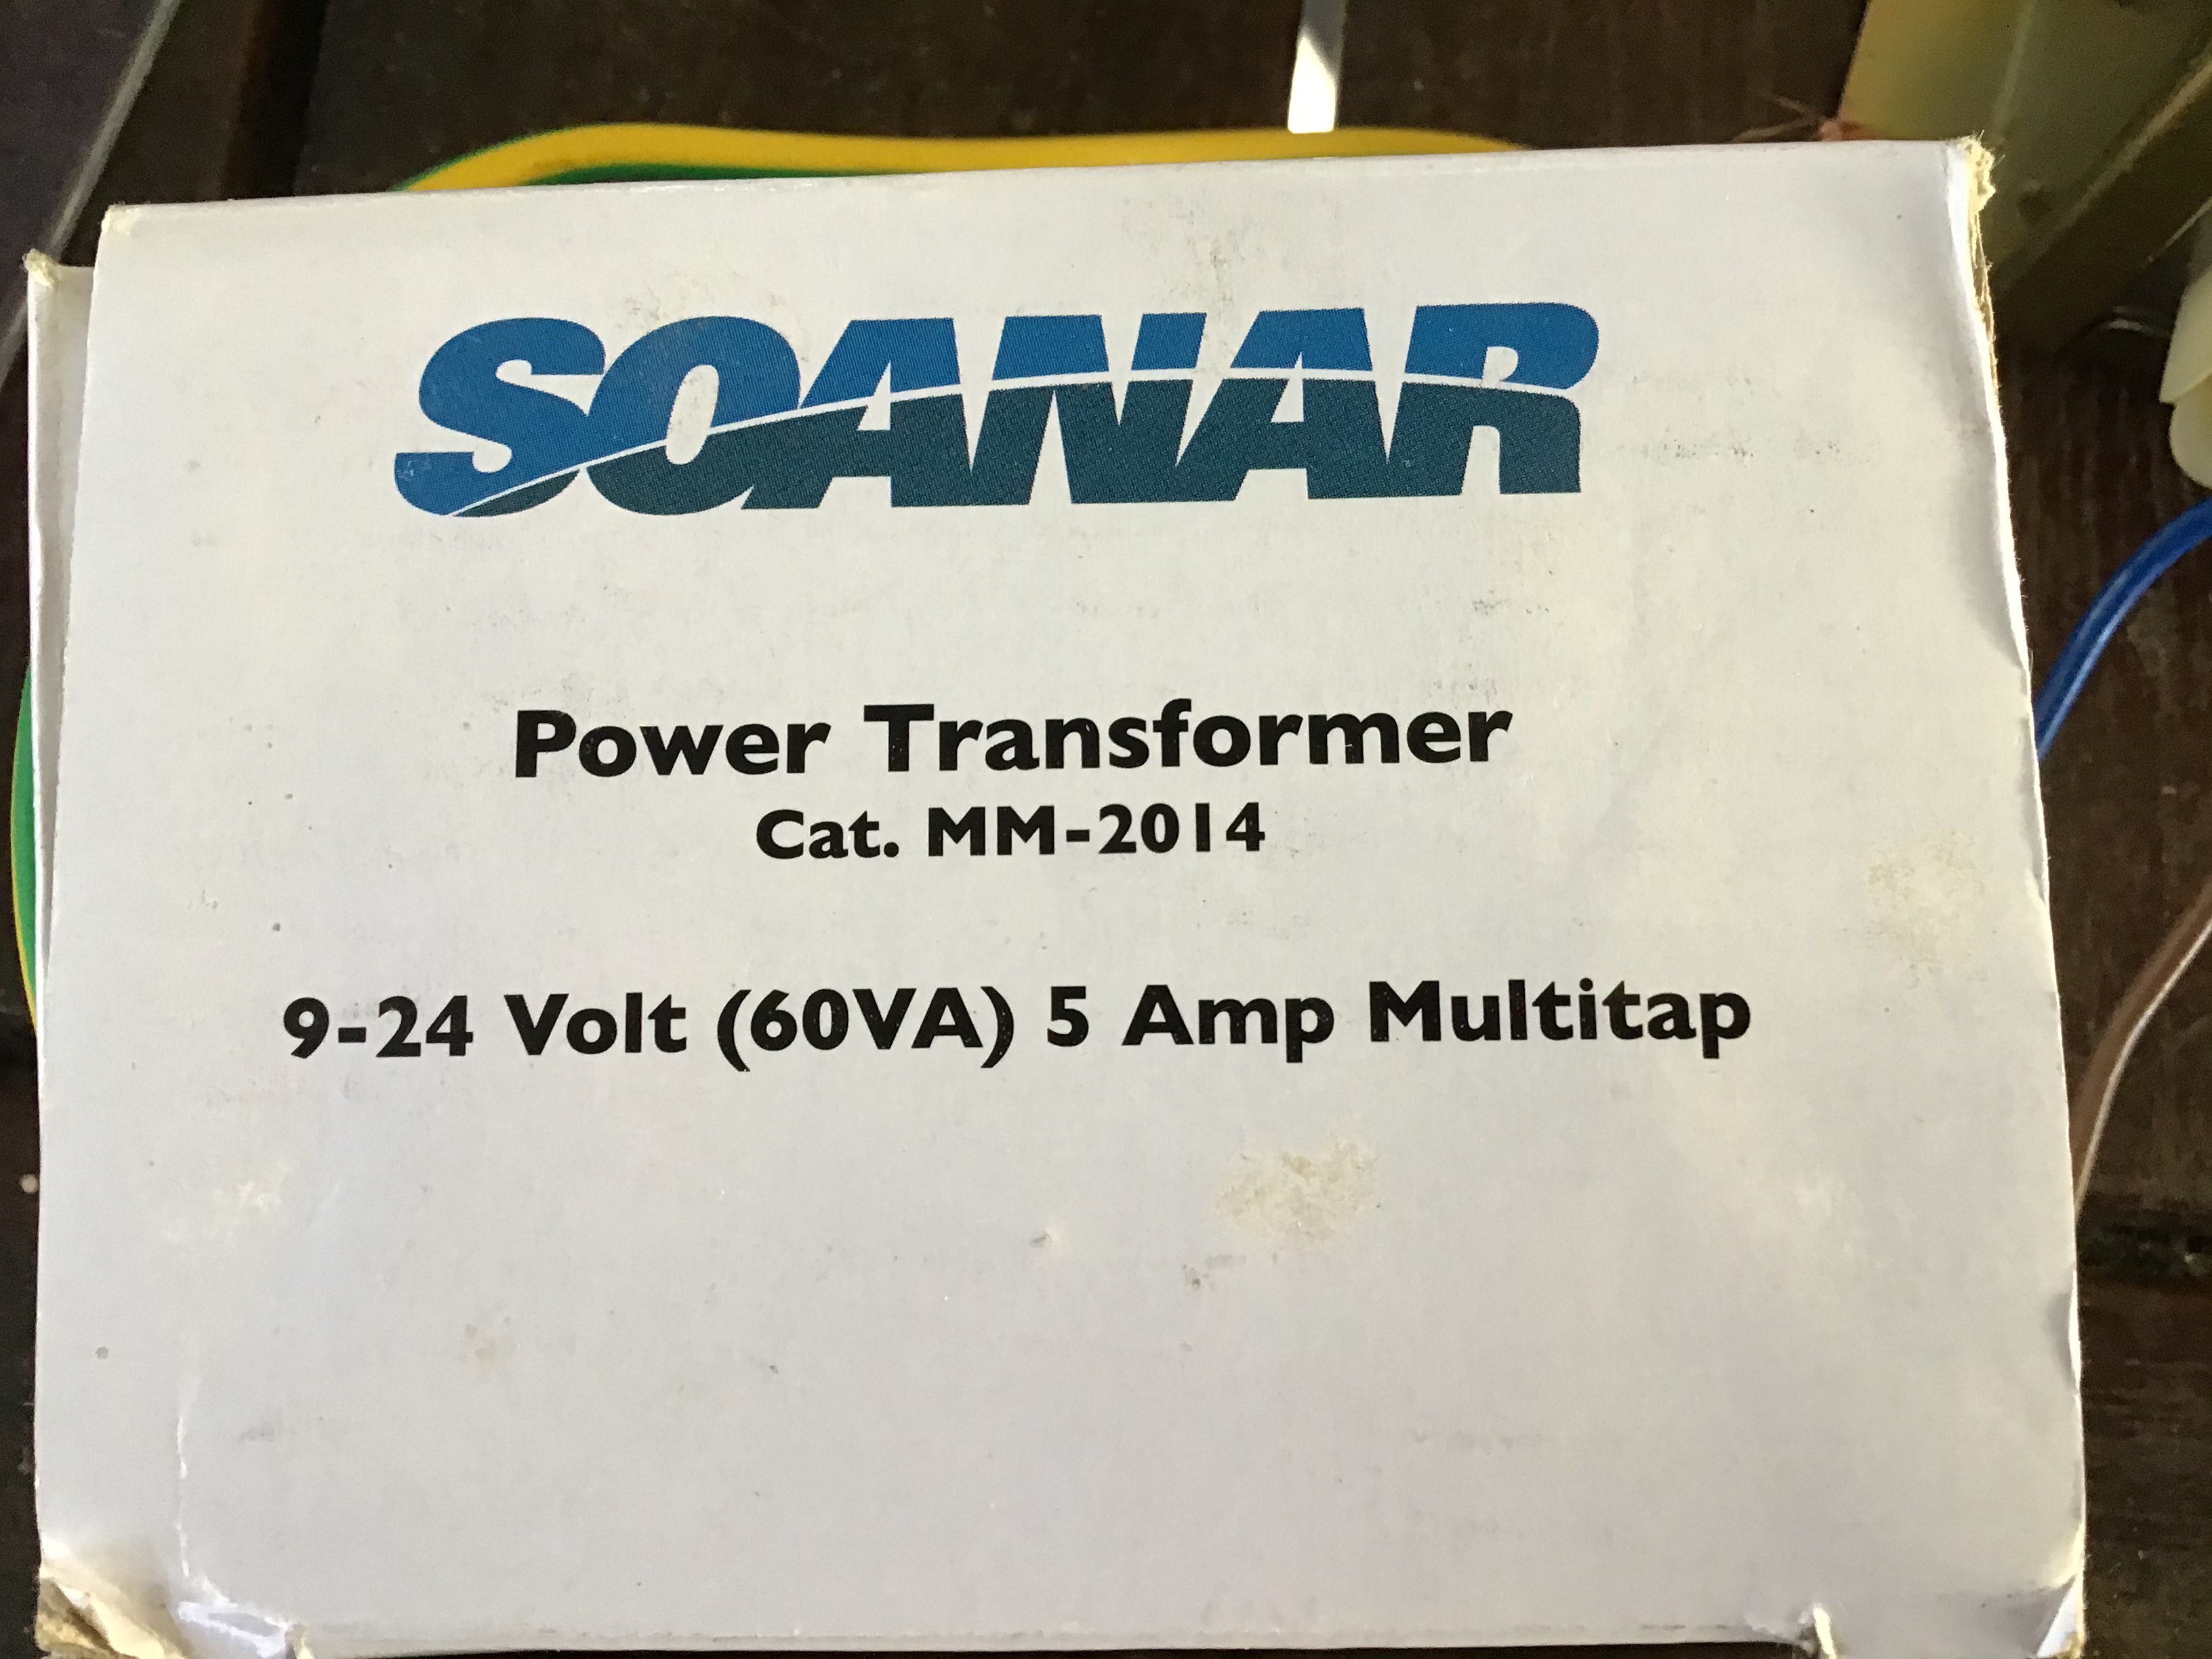 SOANAR
Power Transformer
Cat. MM-2014
9-24 Volt (60VA) 5 Amp Multitap